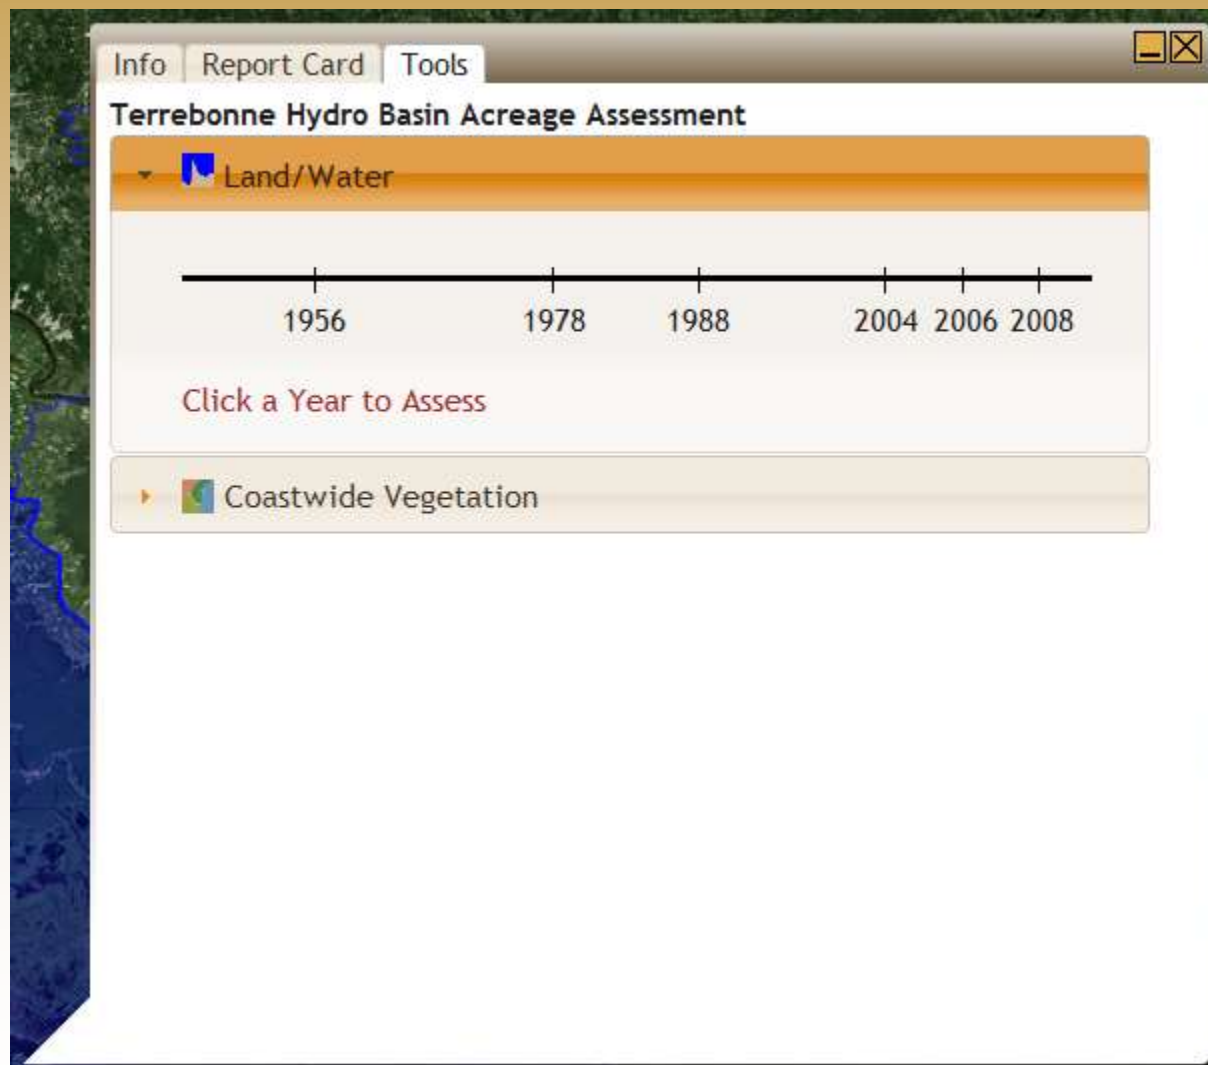 Info Report Card Tools
Terrebonne Hydro Basin Acreage Assessment
Land/Water
1956 1978 1988 2004 2006 2008
Click a Year to Assess
Coastwide Vegetation